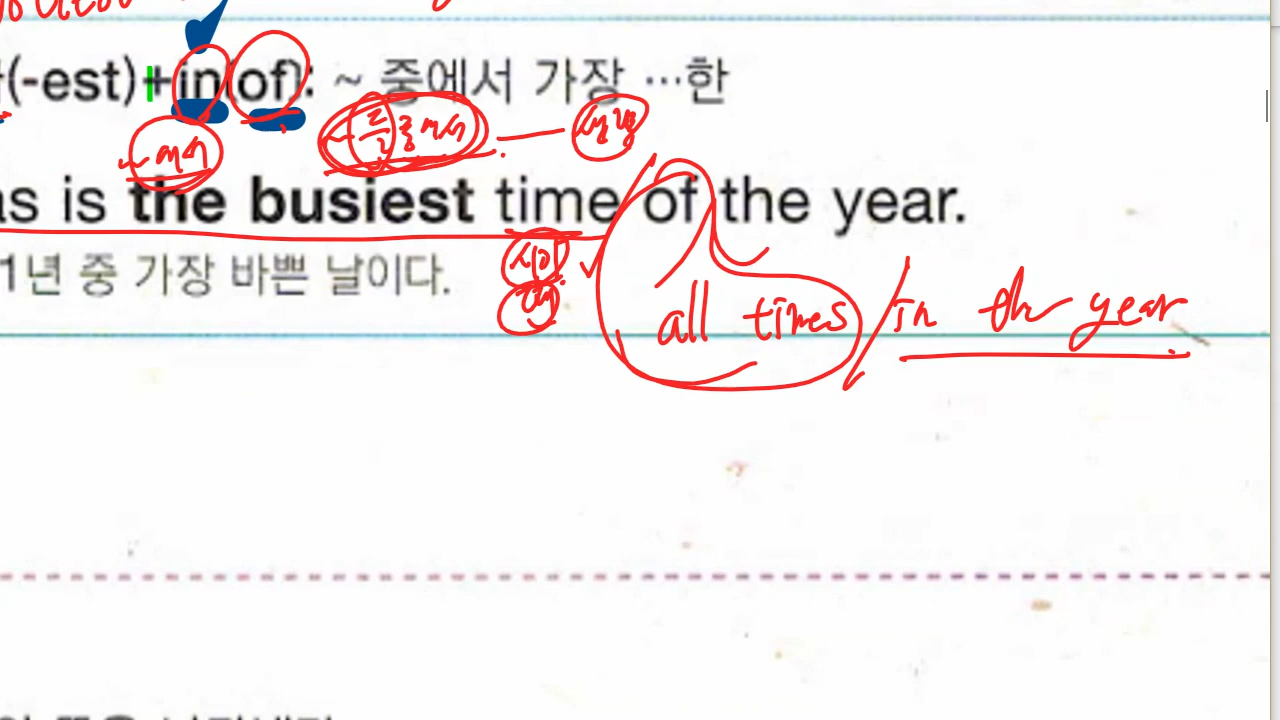 (-est)+in(of): ~ 중에서 가장 …한
~에서 ~들 중에서 생략
as is the busiest time of the year.
1년 중 가장 바쁜 날이다.
all times / in the year